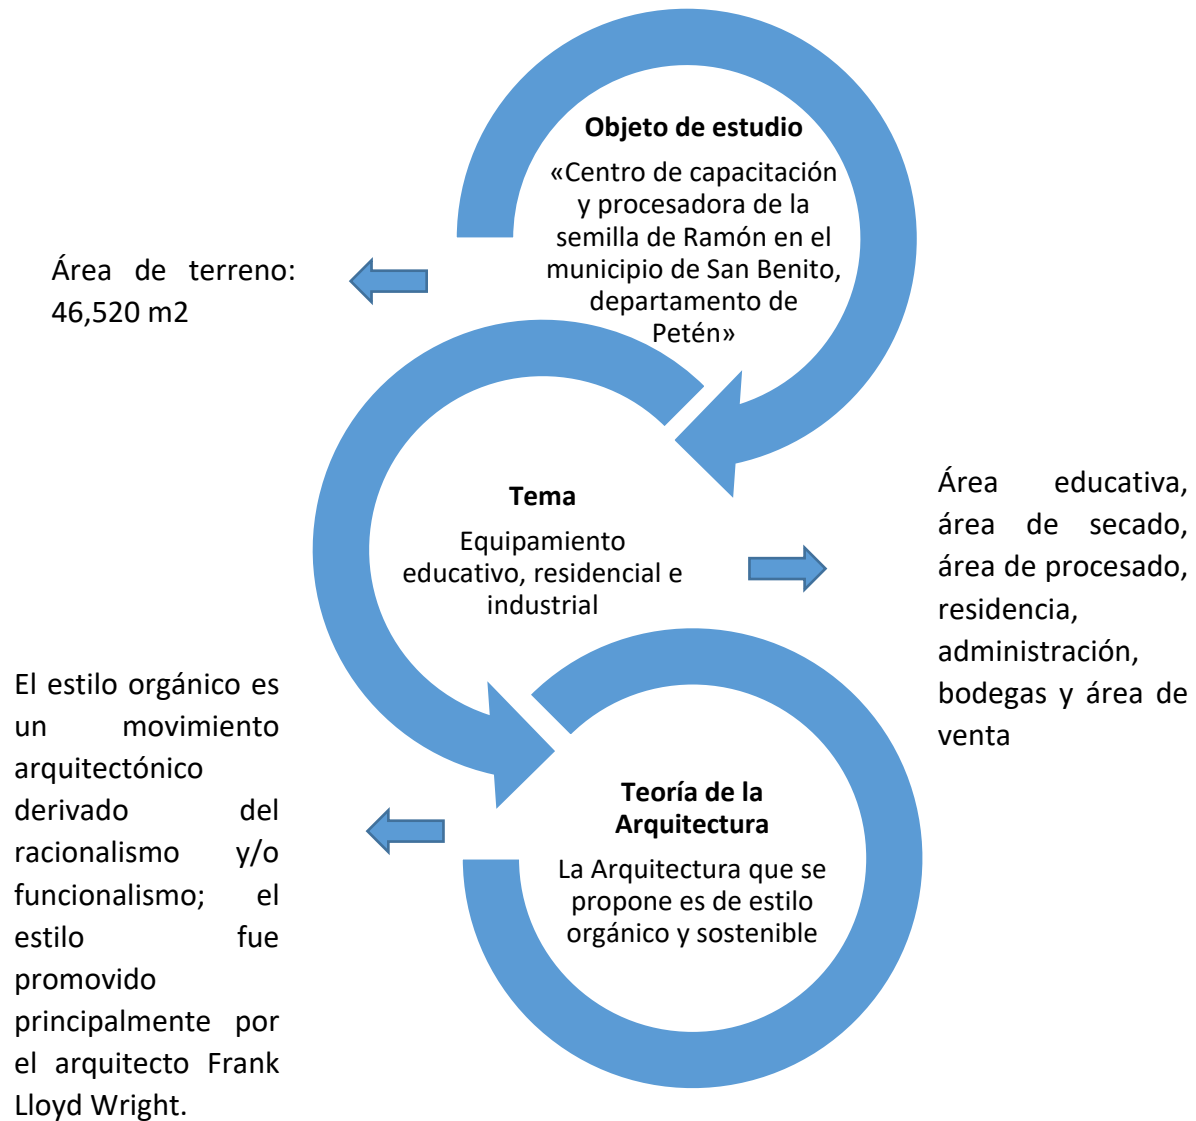 Objeto de estudio
«Centro de capacitación
y procesadora de la
semilla de Ramón en el
municipio de San Benito,
departamento de
Petén»
Área de terreno:
46,520 m2
Tema
Equipamiento
educativo, residencial e
industrial
Área educativa,
área de secado,
área de procesado,
residencia,
administración,
bodegas y área de
venta
Teoría de la
Arquitectura
La Arquitectura que se
propone es de estilo
orgánico y sostenible
El estilo orgánico es
un movimiento
arquitectónico
derivado del
racionalismo y/o
funcionalismo; el
estilo fue
promovido
principalmente por
el arquitecto Frank
Lloyd Wright.